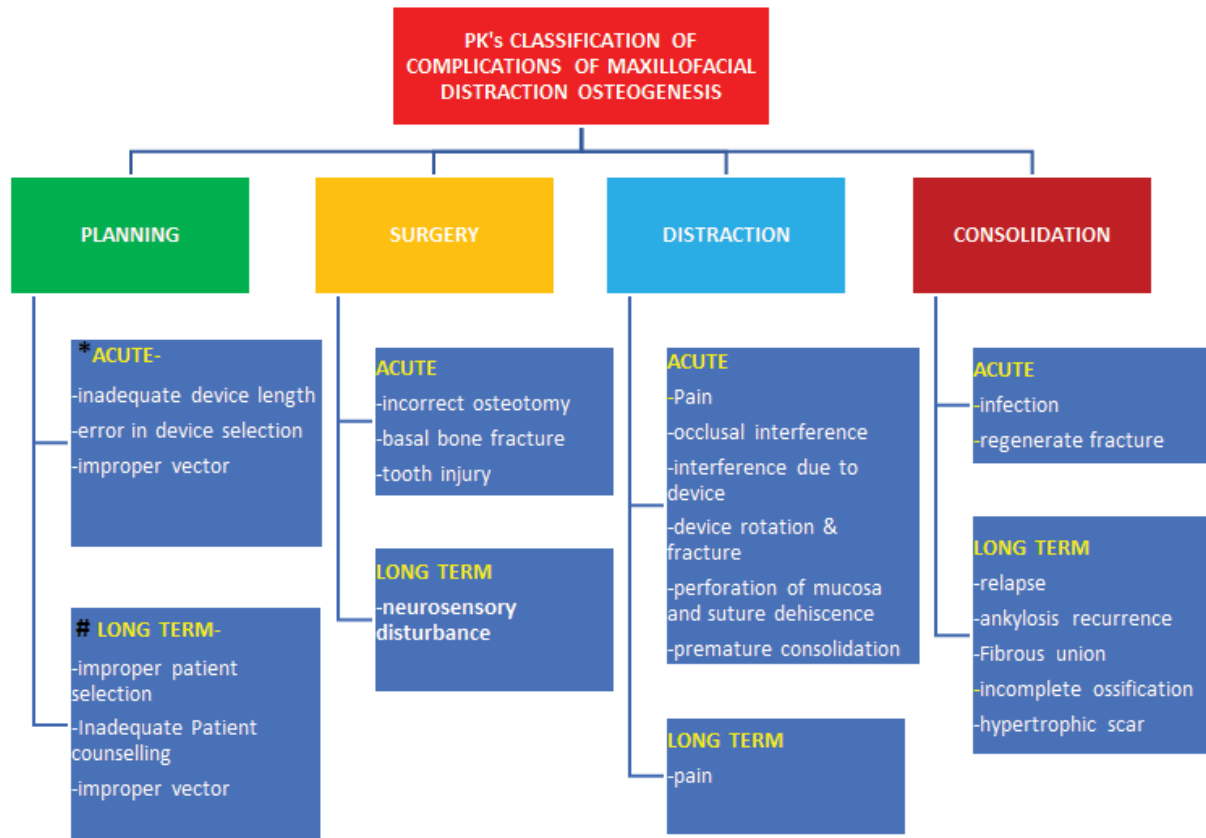 PK's CLASSIFICATION OF
COMPLICATIONS OF MAXILLOFACIAL
DISTRACTION OSTEOGENESIS
PLANNING
*ACUTE-
-inadequate device length
-error in device selection
-improper vector
# LONG TERM-
-improper patient
selection
-Inadequate Patient
counselling
-improper vector
SURGERY
ACUTE
-incorrect osteotomy
-basal bone fracture
-tooth injury
LONG TERM
-neurosensory
disturbance
DISTRACTION
ACUTE
-Pain
-occlusal interference
-interference due to
device
-device rotation &
fracture
-perforation of mucosa
and suture dehiscence
-premature consolidation
LONG TERM
-pain
CONSOLIDATION
ACUTE
-infection
-regenerate fracture
LONG TERM
-relapse
-ankylosis recurrence
-Fibrous union
-incomplete ossification
-hypertrophic scar